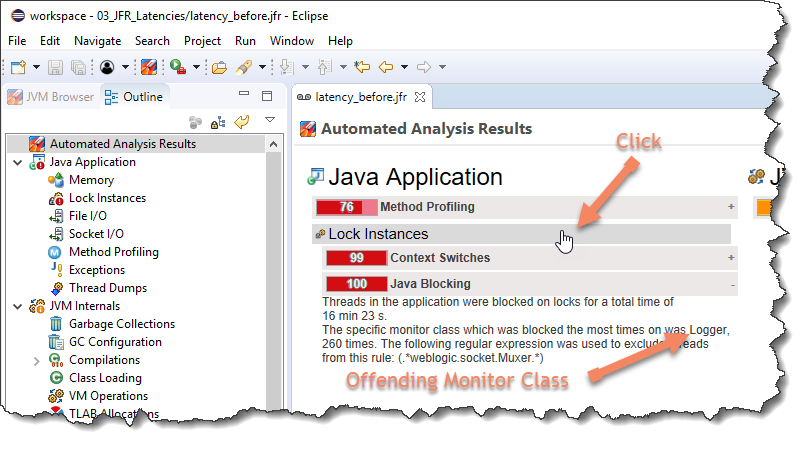 workspace - 03_JFR_Latencies/latency_before.jfr - Eclipse
File Edit Navigate Search Project Run Window Help
JVM Browser Outline
latency_before.jfr
Automated Analysis Results
Java Application
Memory
Lock Instances
File I/O
Socket I/O
Method Profiling
Exceptions
Thread Dumps
JVM Internals
Garbage Collections
GC Configuration
Compilations
Class Loading
VM Operations
TLAB Allocations
Automated Analysis Results
Click
Java Application
76 Method Profiling +
Lock Instances
99 Context Switches +
100 Java Blocking -
Threads in the application were blocked on locks for a total time of
16 min 23 s.
The specific monitor class which was blocked the most times on was Logger,
260 times. The following regular expression was used to exclude threads
from this rule: (.*weblogic.socket.Muxer.*)
Offending Monitor Class